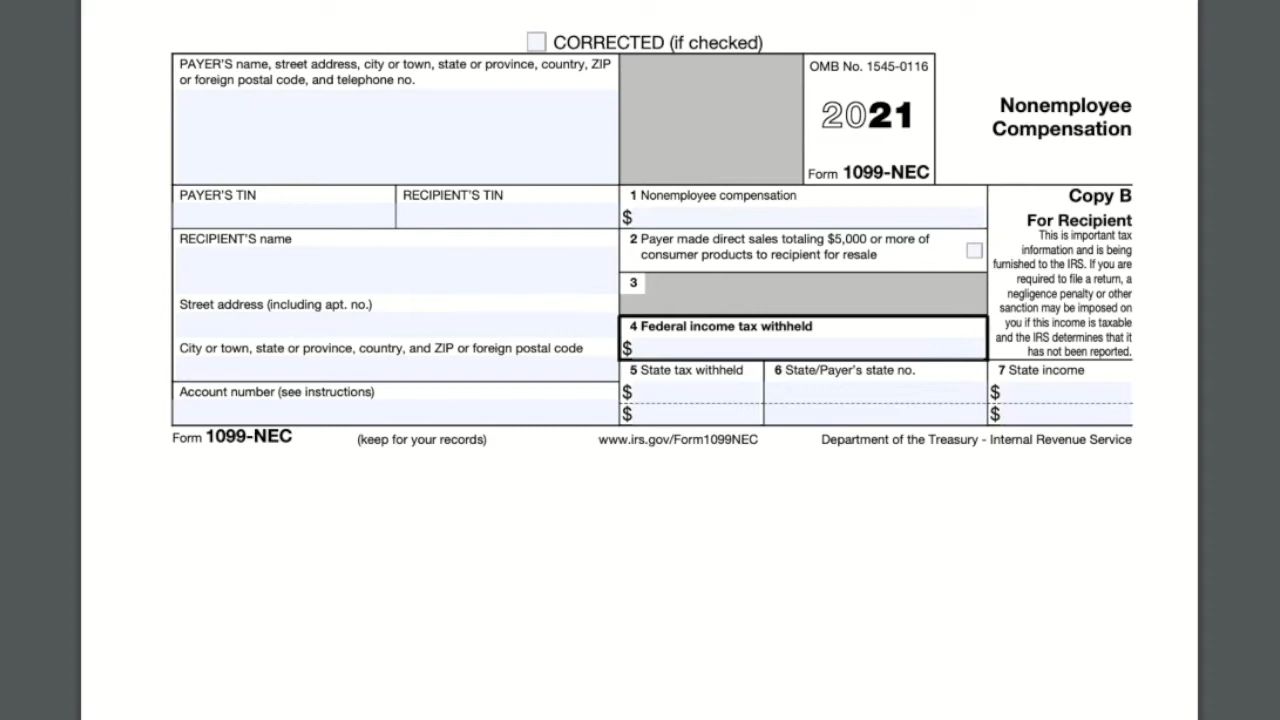 CORRECTED (if checked)
PAYER'S name, street address, city or town, state or province, country, ZIP
or foreign postal code, and telephone no.
OMB No. 1545-0116
2021
Form 1099-NEC
Nonemployee
Compensation
PAYER'S TIN
RECIPIENT'S TIN
1 Nonemployee compensation
$
Copy B
For Recipient
This is important tax
information and is being
furnished to the IRS. If you are
required to file a return, a
negligence penalty or other
sanction may be imposed on
you if this income is taxable
and the IRS determines that it
has not been reported.
RECIPIENT'S name
2 Payer made direct sales totaling $5,000 or more of
consumer products to recipient for resale
3
Street address (including apt. no.)
4 Federal income tax withheld
$
City or town, state or province, country, and ZIP or foreign postal code
5 State tax withheld
$
$
6 State/Payer's state no.
7 State income
$
$
Account number (see instructions)
Form 1099-NEC
(keep for your records)
www.irs.gov/Form1099NEC
Department of the Treasury - Internal Revenue Service